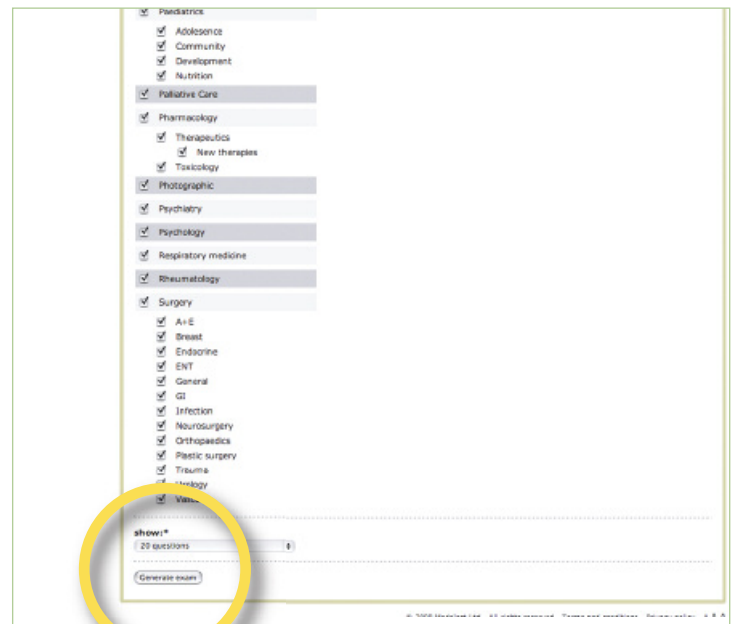 Paediatrics
Adolesence
Community
Development
Nutrition
Palliative Care
Pharmacology
Therapeutics
New therapies
Toxicology
Photographic
Psychiatry
Psychology
Respiratory medicine
Rheumatology
Surgery
A+E
Breast
Endocrine
ENT
General
GI
Infection
Neurosurgery
Orthopaedics
Plastic surgery
Trauma
Urology
show:*
20 questions
Generate exam